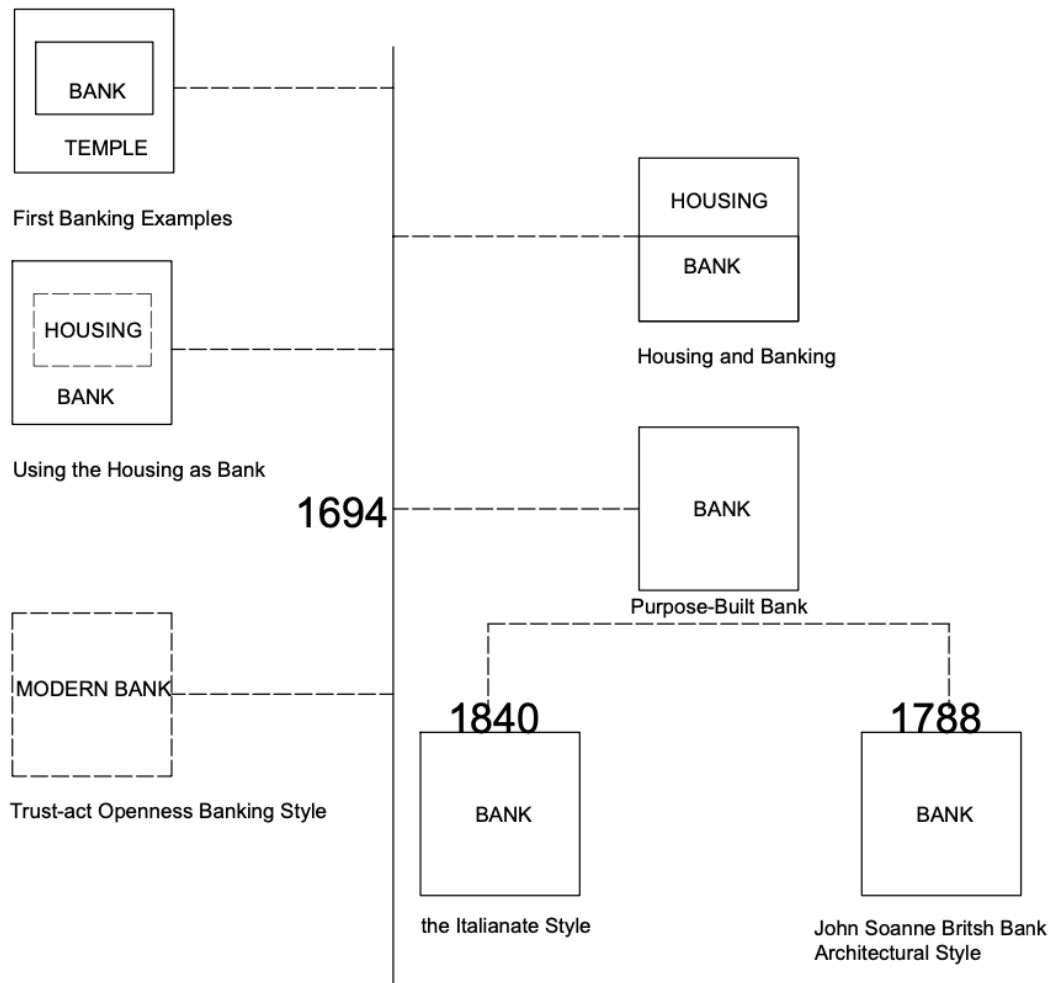 BANK
TEMPLE
First Banking Examples
HOUSING
BANK
Housing and Banking
HOUSING
BANK
Using the Housing as Bank
1694
BANK
Purpose-Built Bank
MODERN BANK
Trust-act Openness Banking Style
1840
BANK
the Italianate Style
1788
BANK
John Soanne Britsh Bank
Architectural Style